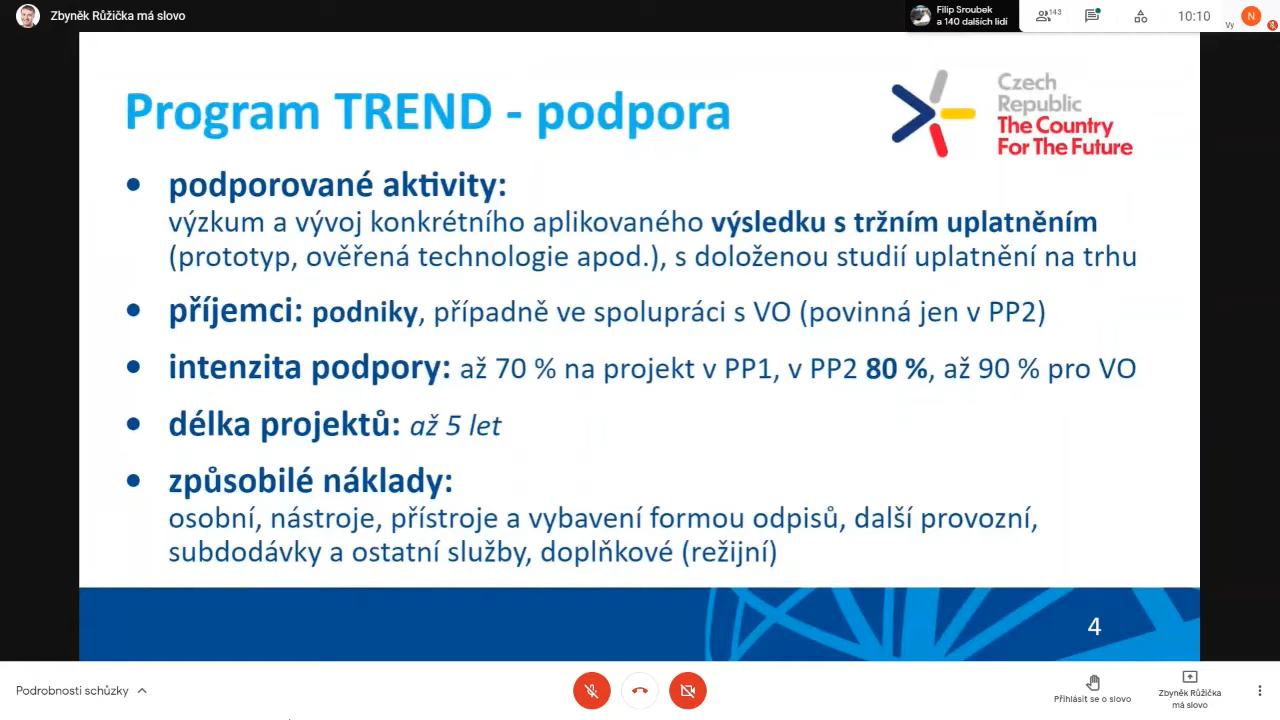 Zbyněk Růžička má slovo
Filip Sroubek
a 140 dalších lidí
143
10:10
Vy
N
Program TREND - podpora
Czech
Republic
The Country
For The Future
• podporované aktivity:
výzkum a vývoj konkrétního aplikovaného výsledku s tržním uplatněním
(prototyp, ověřená technologie apod.), s doloženou studií uplatnění na trhu
• příjemci: podniky, případně ve spolupráci s VO (povinná jen v PP2)
• intenzita podpory: až 70 % na projekt v PP1, v PP2 80 %, až 90 % pro VO
• délka projektů: až 5 let
• způsobilé náklady:
osobní, nástroje, přístroje a vybavení formou odpisů, další provozní,
subdodávky a ostatní služby, doplňkové (režijní)
4
Podrobnosti schůzky
Přihlásit se o slovo
Zbyněk Růžička
má slovo